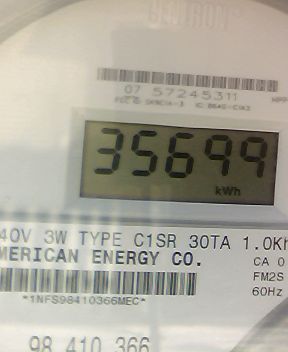 CENTRON
07 57245311
35699
kWh
40V 3W TYPE C1SR 30TA 1.0Kh
MERICAN ENERGY CO.
CA 0
FM2S
60Hz
*1NFS98410366MEC*
98 410 366